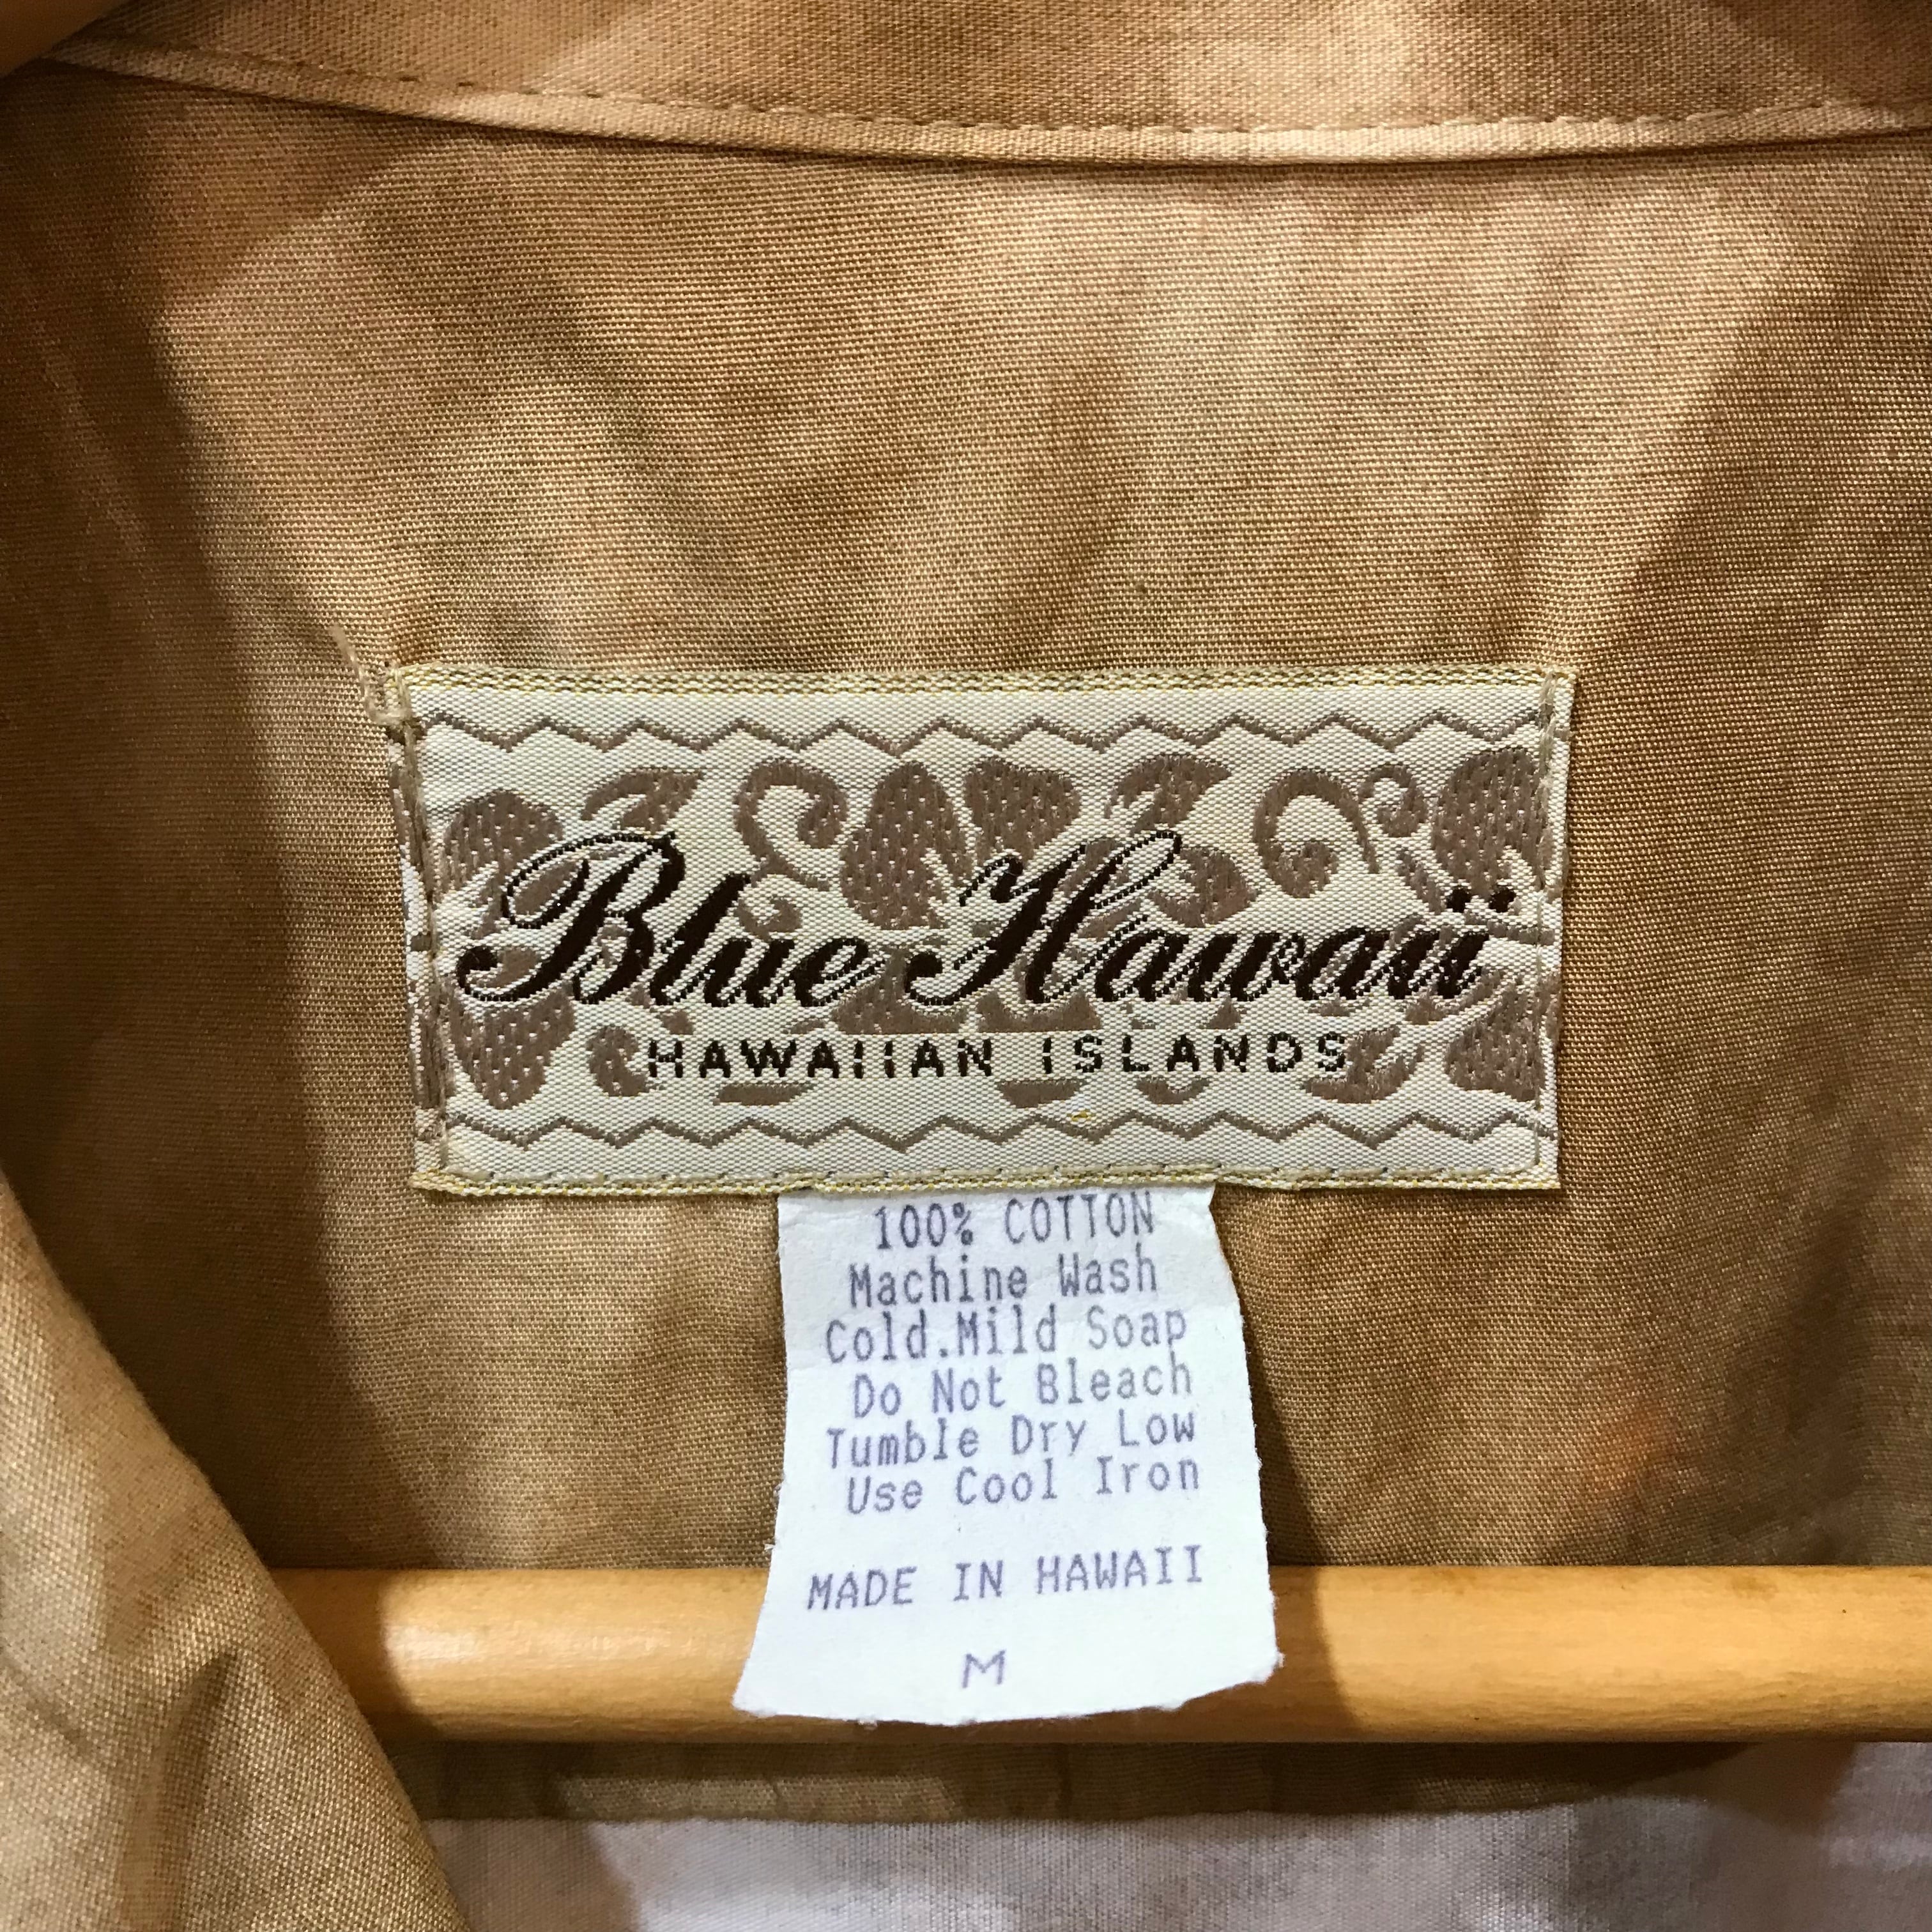 Blue Hawaii
HAWAIIAN ISLANDS
100% COTTON
Machine Wash
Cold.Mild Soap
Do Not Bleach
Tumble Dry Low
Use Cool Iron
MADE IN HAWAII
M